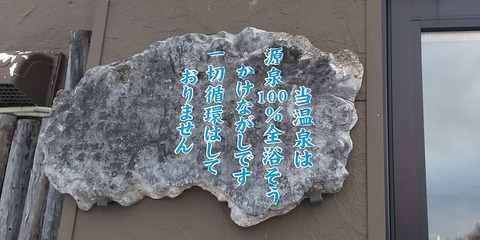 当温泉は
源泉100%全浴そう
かけながしです
一切循環はして
おりません